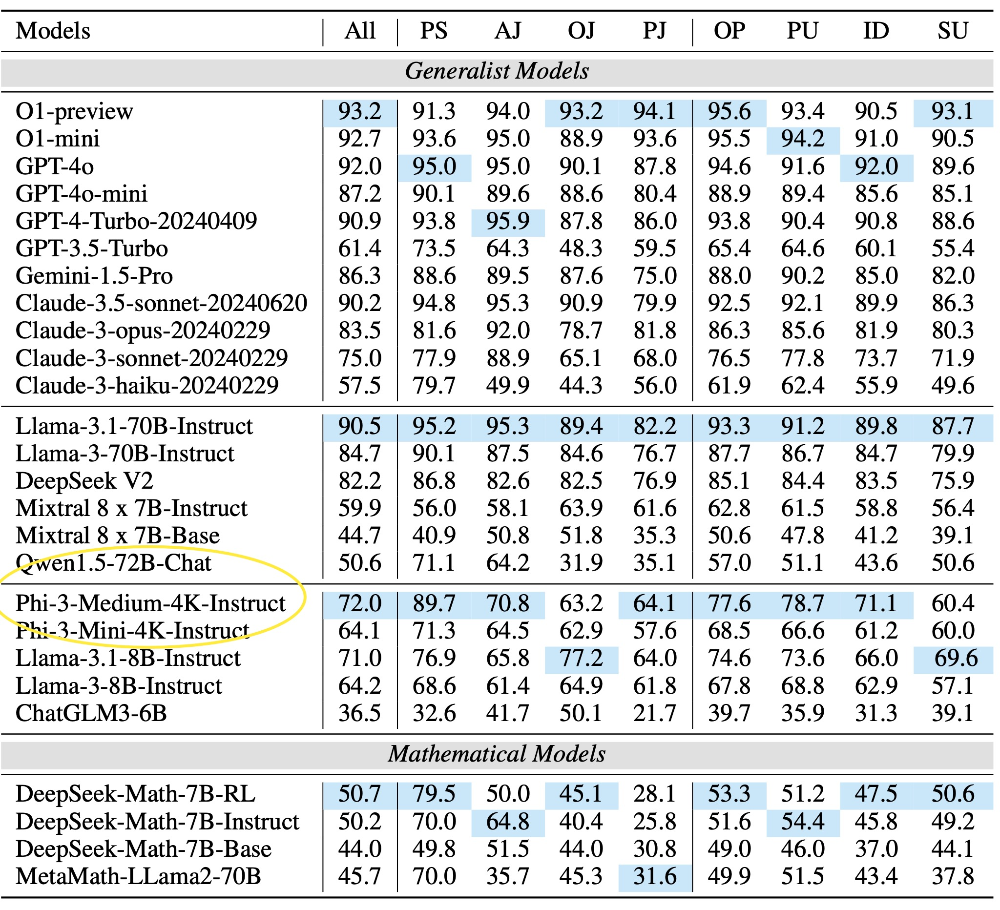 Models All PS AJ OJ PJ OP PU ID SU
Generalist Models
O1-preview 93.2 91.3 94.0 93.2 94.1 95.6 93.4 90.5 93.1
O1-mini 92.7 93.6 95.0 88.9 93.6 95.5 94.2 91.0 90.5
GPT-4o 92.0 95.0 95.0 90.1 87.8 94.6 91.6 92.0 89.6
GPT-4o-mini 87.2 90.1 89.6 88.6 80.4 88.9 89.4 85.6 85.1
GPT-4-Turbo-20240409 90.9 93.8 95.9 87.8 86.0 93.8 90.4 90.8 88.6
GPT-3.5-Turbo 61.4 73.5 64.3 48.3 59.5 65.4 64.6 60.1 55.4
Gemini-1.5-Pro 86.3 88.6 89.5 87.6 75.0 88.0 90.2 85.0 82.0
Claude-3.5-sonnet-20240620 90.2 94.8 95.3 90.9 79.9 92.5 92.1 89.9 86.3
Claude-3-opus-20240229 83.5 81.6 92.0 78.7 81.8 86.3 85.6 81.9 80.3
Claude-3-sonnet-20240229 75.0 77.9 88.9 65.1 68.0 76.5 77.8 73.7 71.9
Claude-3-haiku-20240229 57.5 79.7 49.9 44.3 56.0 61.9 62.4 55.9 49.6
Llama-3.1-70B-Instruct 90.5 95.2 95.3 89.4 82.2 93.3 91.2 89.8 87.7
Llama-3-70B-Instruct 84.7 90.1 87.5 84.6 76.7 87.7 86.7 84.7 79.9
DeepSeek V2 82.2 86.8 82.6 82.5 76.9 85.1 84.4 83.5 75.9
Mixtral 8 x 7B-Instruct 59.9 56.0 58.1 63.9 61.6 62.8 61.5 58.8 56.4
Mixtral 8 x 7B-Base 44.7 40.9 50.8 51.8 35.3 50.6 47.8 41.2 39.1
Qwen1.5-72B-Chat 50.6 71.1 64.2 31.9 35.1 57.0 51.1 43.6 50.6
Phi-3-Medium-4K-Instruct 72.0 89.7 70.8 63.2 64.1 77.6 78.7 71.1 60.4
Phi-3-Mini-4K-Instruct 64.1 71.3 64.5 62.9 57.6 68.5 66.6 61.2 60.0
Llama-3.1-8B-Instruct 71.0 76.9 65.8 77.2 64.0 74.6 73.6 66.0 69.6
Llama-3-8B-Instruct 64.2 68.6 61.4 64.9 61.8 67.8 68.8 62.9 57.1
ChatGLM3-6B 36.5 32.6 41.7 50.1 21.7 39.7 35.9 31.3 39.1
Mathematical Models
DeepSeek-Math-7B-RL 50.7 79.5 50.0 45.1 28.1 53.3 51.2 47.5 50.6
DeepSeek-Math-7B-Instruct 50.2 70.0 64.8 40.4 25.8 51.6 54.4 45.8 49.2
DeepSeek-Math-7B-Base 44.0 49.8 51.5 44.0 30.8 49.0 46.0 37.0 44.1
MetaMath-LLama2-70B 45.7 70.0 35.7 45.3 31.6 49.9 51.5 43.4 37.8